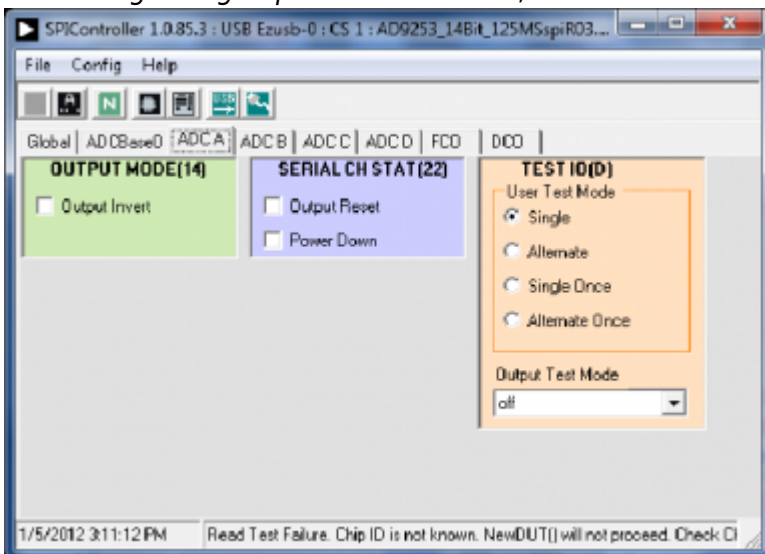 SPIController 1.0.85.3 : USB Ezusb-0 : CS 1 : AD9253_14Bit_125MSspiR03....
File Config Help
Global ADCBase0 ADC A ADC B ADC C ADC D FCO DCO
OUTPUT MODE(14)
Output Invert
SERIAL CH STAT(22)
Output Reset
Power Down
TEST IO(D)
User Test Mode
Single
Alternate
Single Once
Alternate Once
Output Test Mode
off
1/5/2012 3:11:12 PM Read Test Failure. Chip ID is not known. NewDUT() will not proceed. Check